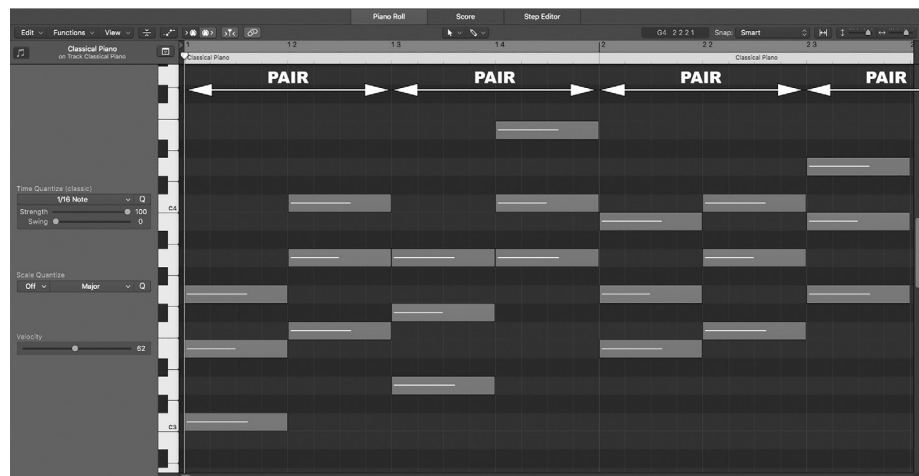 Piano Roll Score Step Editor
Edit Functions View G4 2 2 2 1 Snap: Smart
1 1 2 1 3 1 4 2 2 2 2 3
Classical Piano
on Track Classical Piano
Classical Piano Classical Piano
PAIR PAIR PAIR PAIR
Time Quantize (classic)
1/16 Note Q
Strength 100
Swing 0
C4
Scale Quantize
Off Major Q
Velocity
62
C3